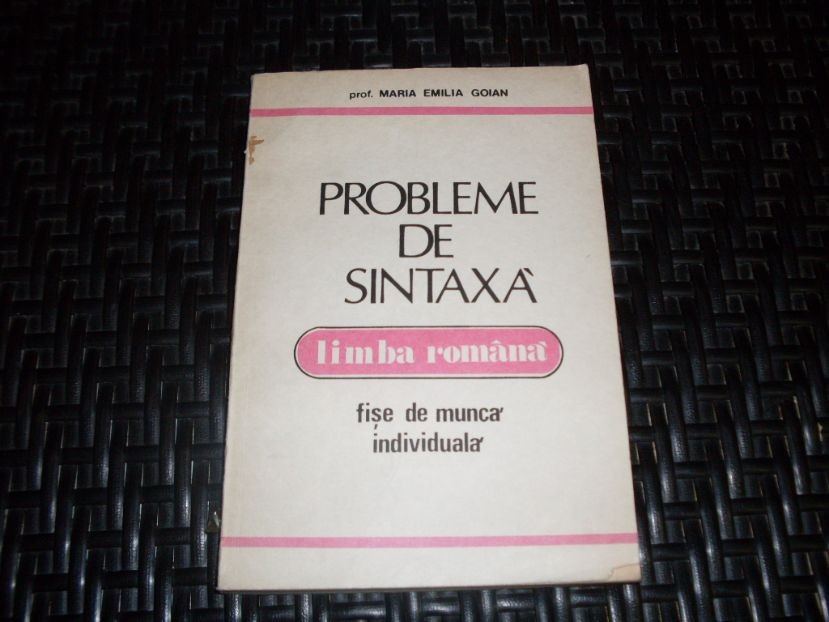 prof. MARIA EMILIA GOIAN
PROBLEME
DE
SINTAXĂ
limba română
fișe de muncă
individuală